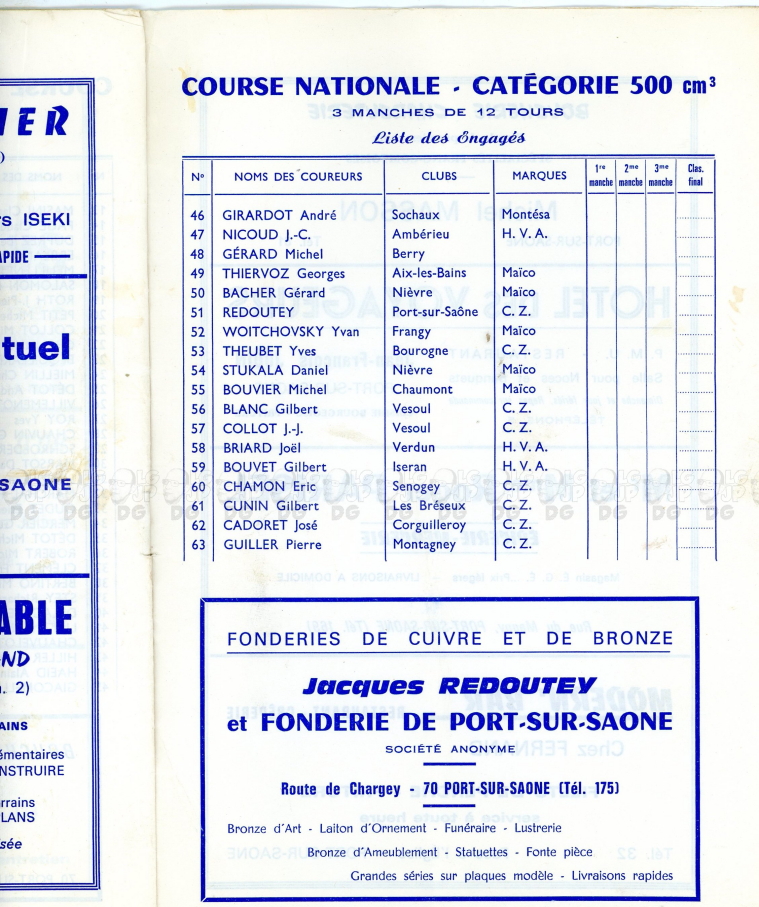 IER
)
rs ISEKI
APIDE
tuel
SAONE
ABLE
ND
. 2)
AINS
émentaires
NSTRUIRE
rrains
LANS
sée
COURSE NATIONALE - CATÉGORIE 500 cm³
3 MANCHES DE 12 TOURS
Liste des Engagés
N° NOMS DES COUREURS CLUBS MARQUES 1re manche 2me manche 3me manche Clas. final
46 GIRARDOT André Sochaux Montésa
47 NICOUD J.-C. Ambérieu H. V. A.
48 GÉRARD Michel Berry
49 THIERVOZ Georges Aix-les-Bains Maïco
50 BACHER Gérard Nièvre Maïco
51 REDOUTEY Port-sur-Saône C. Z.
52 WOITCHOVSKY Yvan Frangy Maïco
53 THEUBET Yves Bourogne C. Z.
54 STUKALA Daniel Nièvre Maïco
55 BOUVIER Michel Chaumont Maïco
56 BLANC Gilbert Vesoul C. Z.
57 COLLOT J.-J. Vesoul C. Z.
58 BRIARD Joël Verdun H. V. A.
59 BOUVET Gilbert Iseran H. V. A.
60 CHAMON Eric Senogey C. Z.
61 CUNIN Gilbert Les Bréseux C. Z.
62 CADORET José Corguilleroy C. Z.
63 GUILLER Pierre Montagney C. Z.
FONDERIES DE CUIVRE ET DE BRONZE
Jacques REDOUTEY
et FONDERIE DE PORT-SUR-SAONE
SOCIÉTÉ ANONYME
Route de Chargey - 70 PORT-SUR-SAONE (Tél. 175)
Bronze d'Art - Laiton d'Ornement - Funéraire - Lustrerie
Bronze d'Ameublement - Statuettes - Fonte pièce
Grandes séries sur plaques modèle - Livraisons rapides